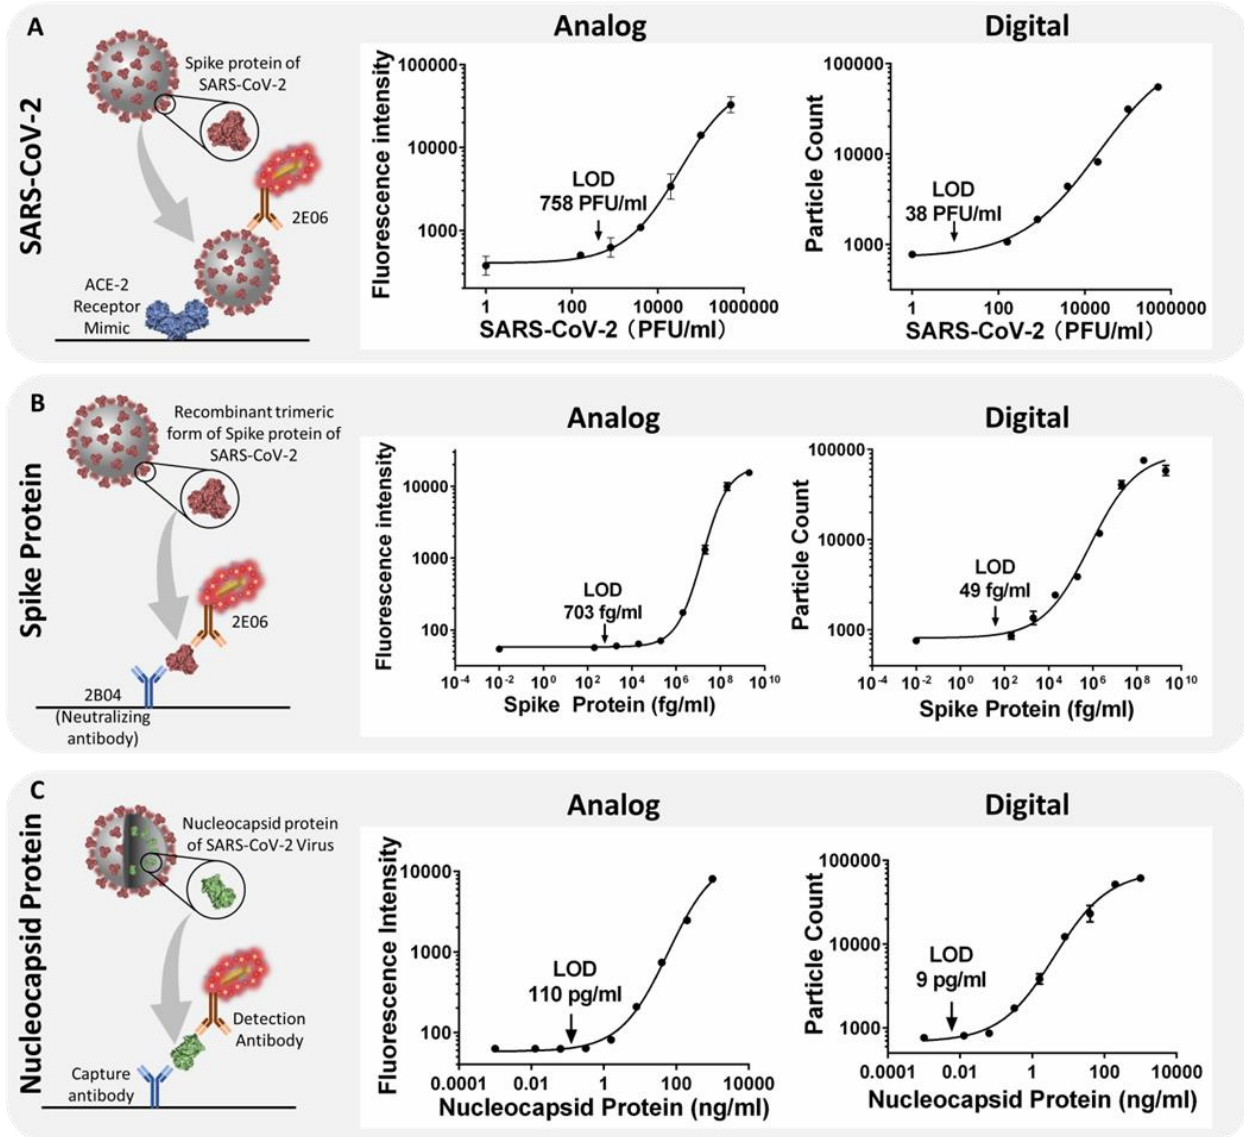 A
SARS-CoV-2
Spike protein of
SARS-CoV-2
2E06
ACE-2
Receptor
Mimic
Analog
Fluorescence intensity
100000
10000
1000
LOD
758 PFU/ml
1
100
10000
1000000
SARS-CoV-2（PFU/ml）
Digital
Particle Count
100000
10000
1000
LOD
38 PFU/ml
1
100
10000
1000000
SARS-CoV-2（PFU/ml）
B
Spike Protein
Recombinant trimeric
form of Spike protein of
SARS-CoV-2
2E06
2B04
(Neutralizing
antibody)
Analog
Fluorescence intensity
10000
1000
100
LOD
703 fg/ml
10⁻⁴ 10⁻² 10⁰ 10² 10⁴ 10⁶ 10⁸ 10¹⁰
Spike Protein (fg/ml)
Digital
Particle Count
100000
10000
1000
LOD
49 fg/ml
10⁻⁴ 10⁻² 10⁰ 10² 10⁴ 10⁶ 10⁸ 10¹⁰
Spike Protein (fg/ml)
C
Nucleocapsid Protein
Nucleocapsid protein
of SARS-CoV-2 Virus
Detection
Antibody
Capture
antibody
Analog
Fluorescence Intensity
10000
1000
100
LOD
110 pg/ml
0.0001 0.01 1 100 10000
Nucleocapsid Protein (ng/ml)
Digital
Particle Count
100000
10000
1000
LOD
9 pg/ml
0.0001 0.01 1 100 10000
Nucleocapsid Protein (ng/ml)